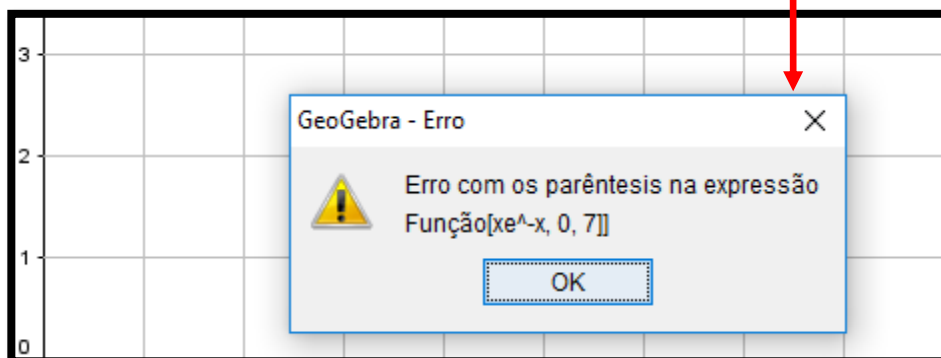 3
GeoGebra - Erro
2
Erro com os parêntesis na expressão
Função[xe^-x, 0, 7]]
1
OK
0